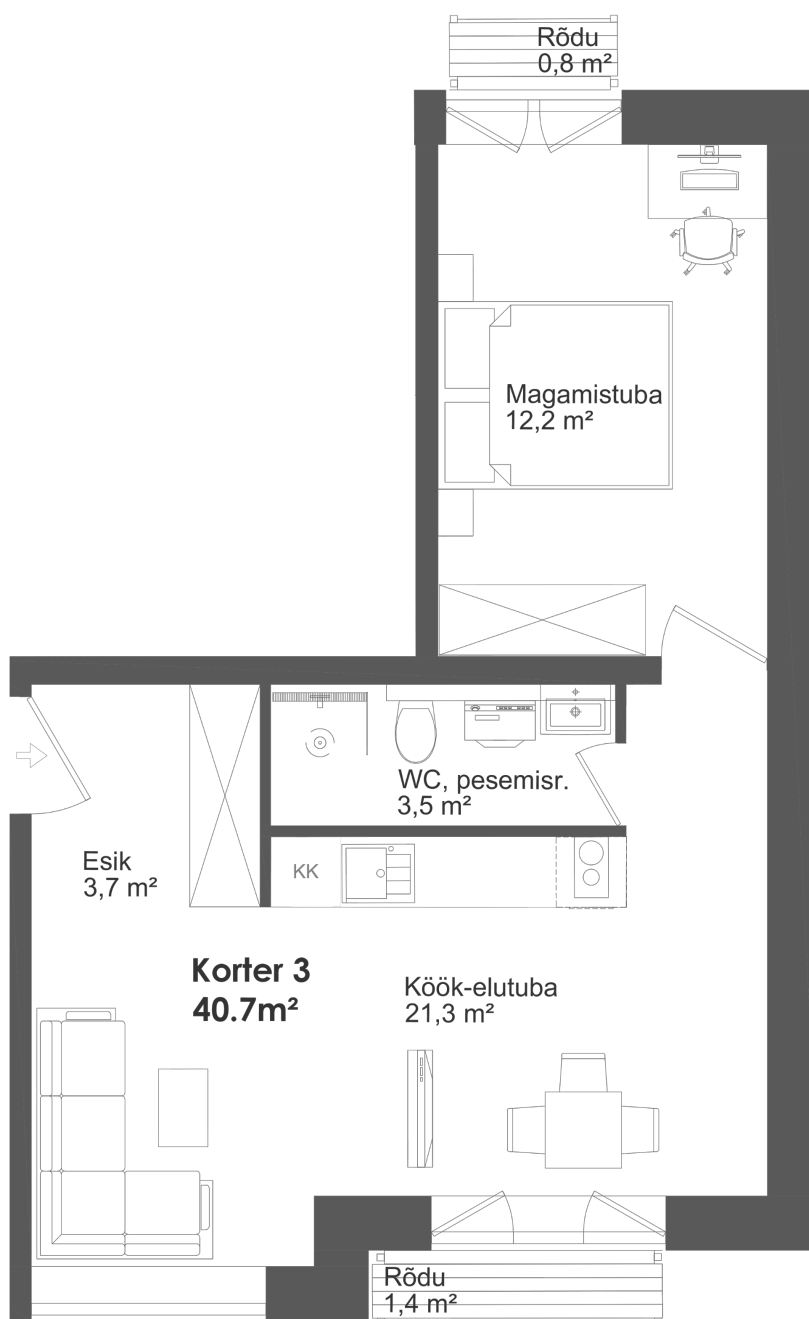 Rõdu
0,8 m²
Magamistuba
12,2 m²
WC, pesemisr.
3,5 m²
Esik
3,7 m²
KK
Korter 3
40.7m²
Köök-elutuba
21,3 m²
Rõdu
1,4 m²